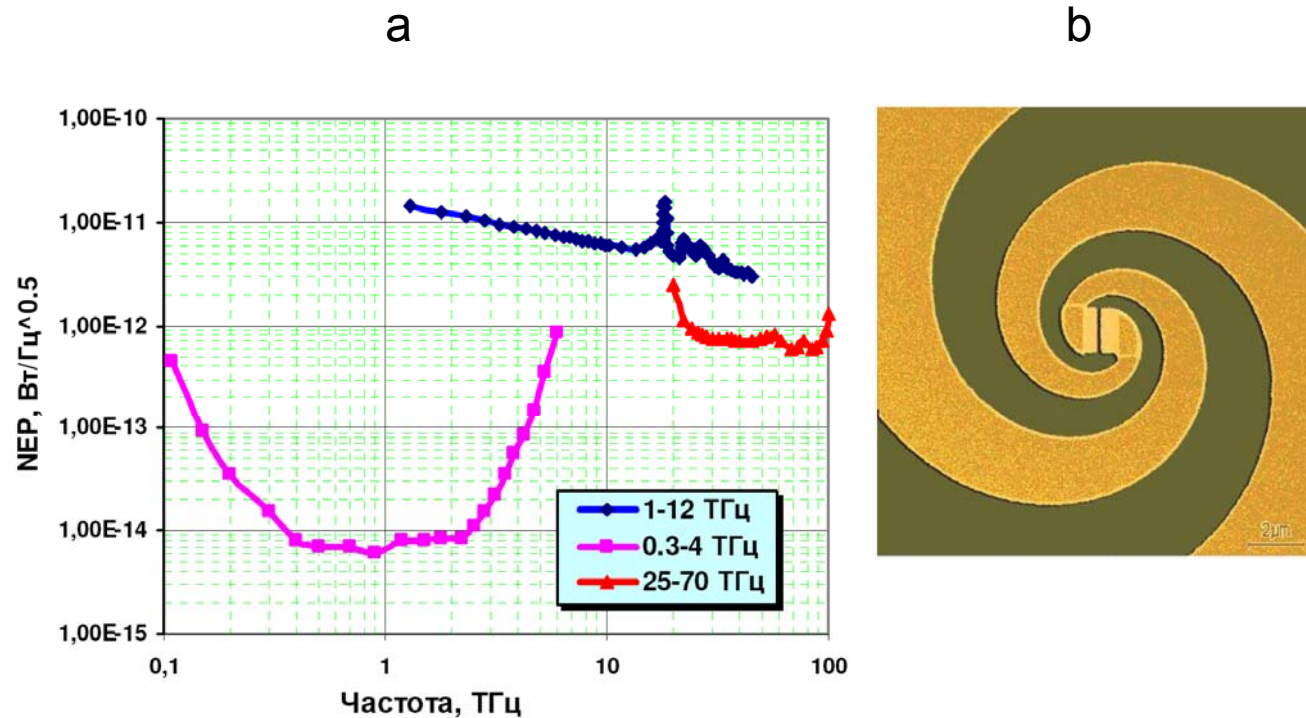 a
b
1,00E-10
1,00E-11
1,00E-12
1,00E-13
1,00E-14
1,00E-15
NEP, Вт/Гц^0.5
0,1
1
10
100
Частота, ТГц
1-12 ТГц
0.3-4 ТГц
25-70 ТГц
2µm